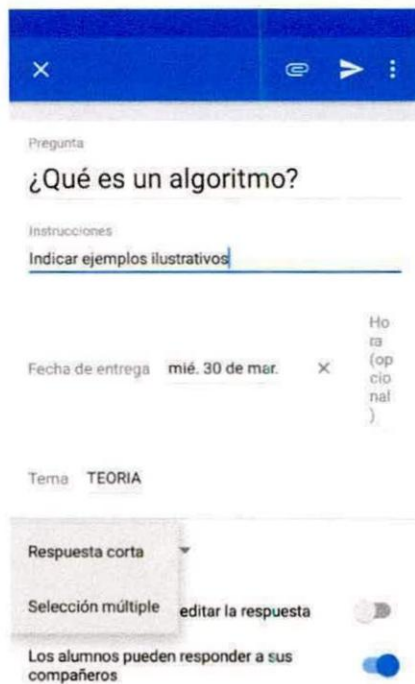 Pregunta
¿Qué es un algoritmo?
Instrucciones
Indicar ejemplos ilustrativos
Fecha de entrega mié. 30 de mar. ×
Ho
ra
(op
cio
nal
)
Tema TEORIA
Respuesta corta
Selección múltiple editar la respuesta
Los alumnos pueden responder a sus
compañeros